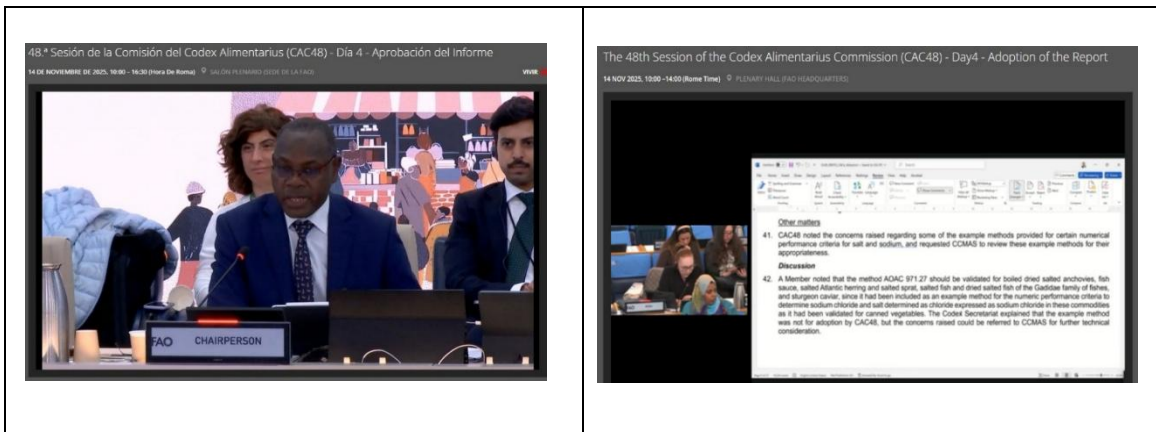 48.ª Sesión de la Comisión del Codex Alimentarius (CAC48) - Día 4 - Aprobación del Informe
14 DE NOVIEMBRE DE 2025, 10:00 - 16:30 (Hora De Roma) SALÓN PLENARIO (SEDE DE LA FAO)
VIVIR
FAO CHAIRPERSON
The 48th Session of the Codex Alimentarius Commission (CAC48) - Day4 - Adoption of the Report
14 NOV 2025, 10:00 -14:00 (Rome Time) PLENARY HALL (FAO HEADQUARTERS)
Other matters
41. CAC48 noted the concerns raised regarding some of the example methods provided for certain numerical
performance criteria for salt and sodium, and requested CCMAS to review these example methods for their
appropriateness.
Discussion
42. A Member noted that the method AOAC 971.27 should be validated for boiled dried salted anchovies, fish
sauce, salted Atlantic herring and salted sprat, salted fish and dried salted fish of the Gadidae family of fishes,
and sturgeon caviar, since it had been included as an example method for the numeric performance criteria to
determine sodium chloride and salt determined as chloride expressed as sodium chloride in these commodities
as it had been validated for canned vegetables. The Codex Secretariat explained that the example method
was not for adoption by CAC48, but the concerns raised could be referred to CCMAS for further technical
consideration.